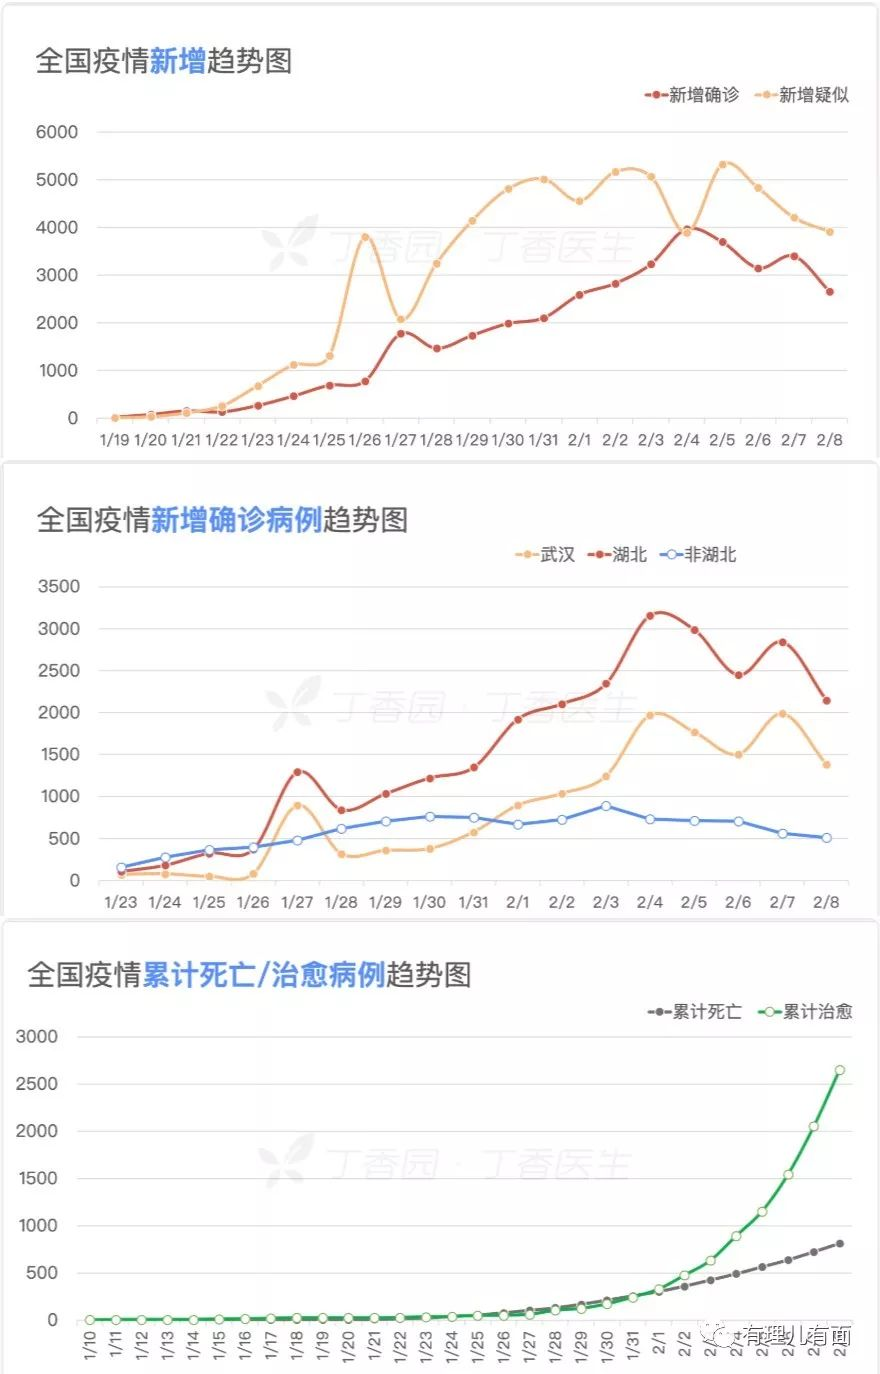 全国疫情新增趋势图
新增确诊 新增疑似
6000
5000
4000
3000
2000
1000
0
丁香园 · 丁香医生
1/19 1/20 1/21 1/22 1/23 1/24 1/25 1/26 1/27 1/28 1/29 1/30 1/31 2/1 2/2 2/3 2/4 2/5 2/6 2/7 2/8
全国疫情新增确诊病例趋势图
武汉 湖北 非湖北
3500
3000
2500
2000
1500
1000
500
0
丁香园 · 丁香医生
1/23 1/24 1/25 1/26 1/27 1/28 1/29 1/30 1/31 2/1 2/2 2/3 2/4 2/5 2/6 2/7 2/8
全国疫情累计死亡/治愈病例趋势图
累计死亡 累计治愈
3000
2500
2000
1500
1000
500
0
丁香园 · 丁香医生
1/10 1/11 1/12 1/13 1/14 1/15 1/16 1/17 1/18 1/19 1/20 1/21 1/22 1/23 1/24 1/25 1/26 1/27 1/28 1/29 1/30 1/31 2/1 2/2
有理儿有面